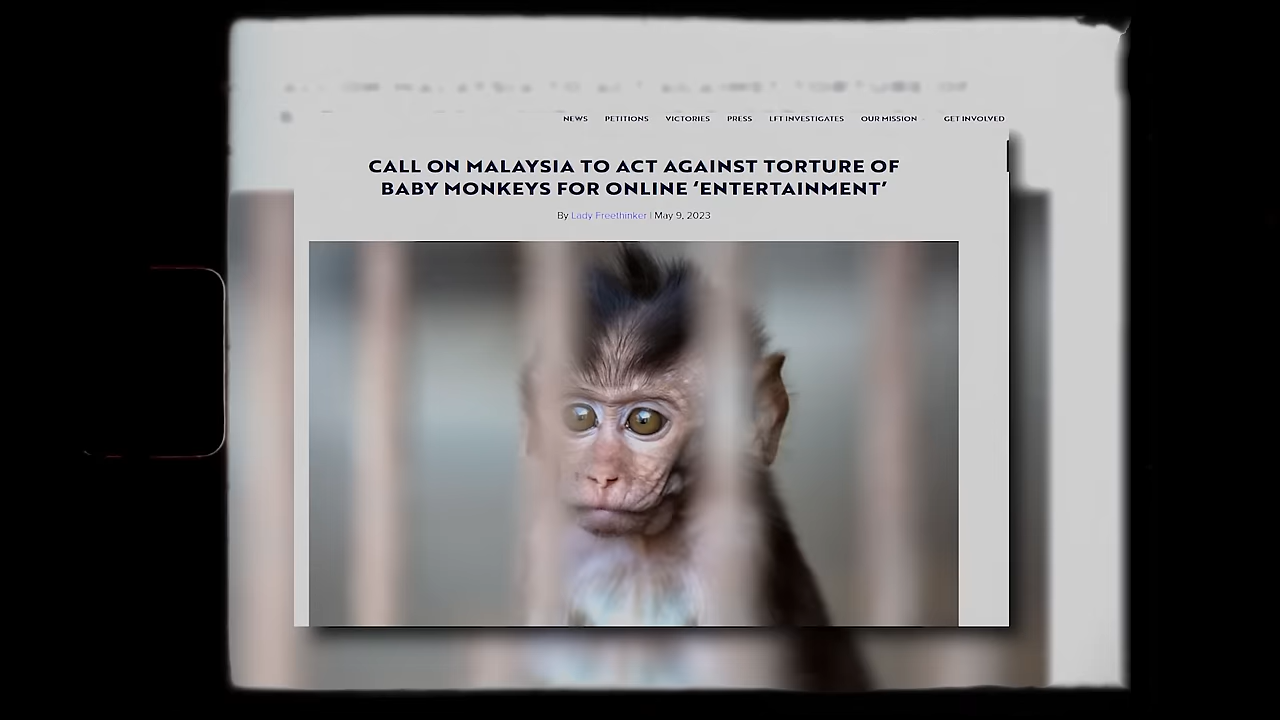 NEWS PETITIONS VICTORIES PRESS LFT INVESTIGATES OUR MISSION GET INVOLVED
CALL ON MALAYSIA TO ACT AGAINST TORTURE OF
BABY MONKEYS FOR ONLINE ‘ENTERTAINMENT’
By Lady Freethinker | May 9, 2023